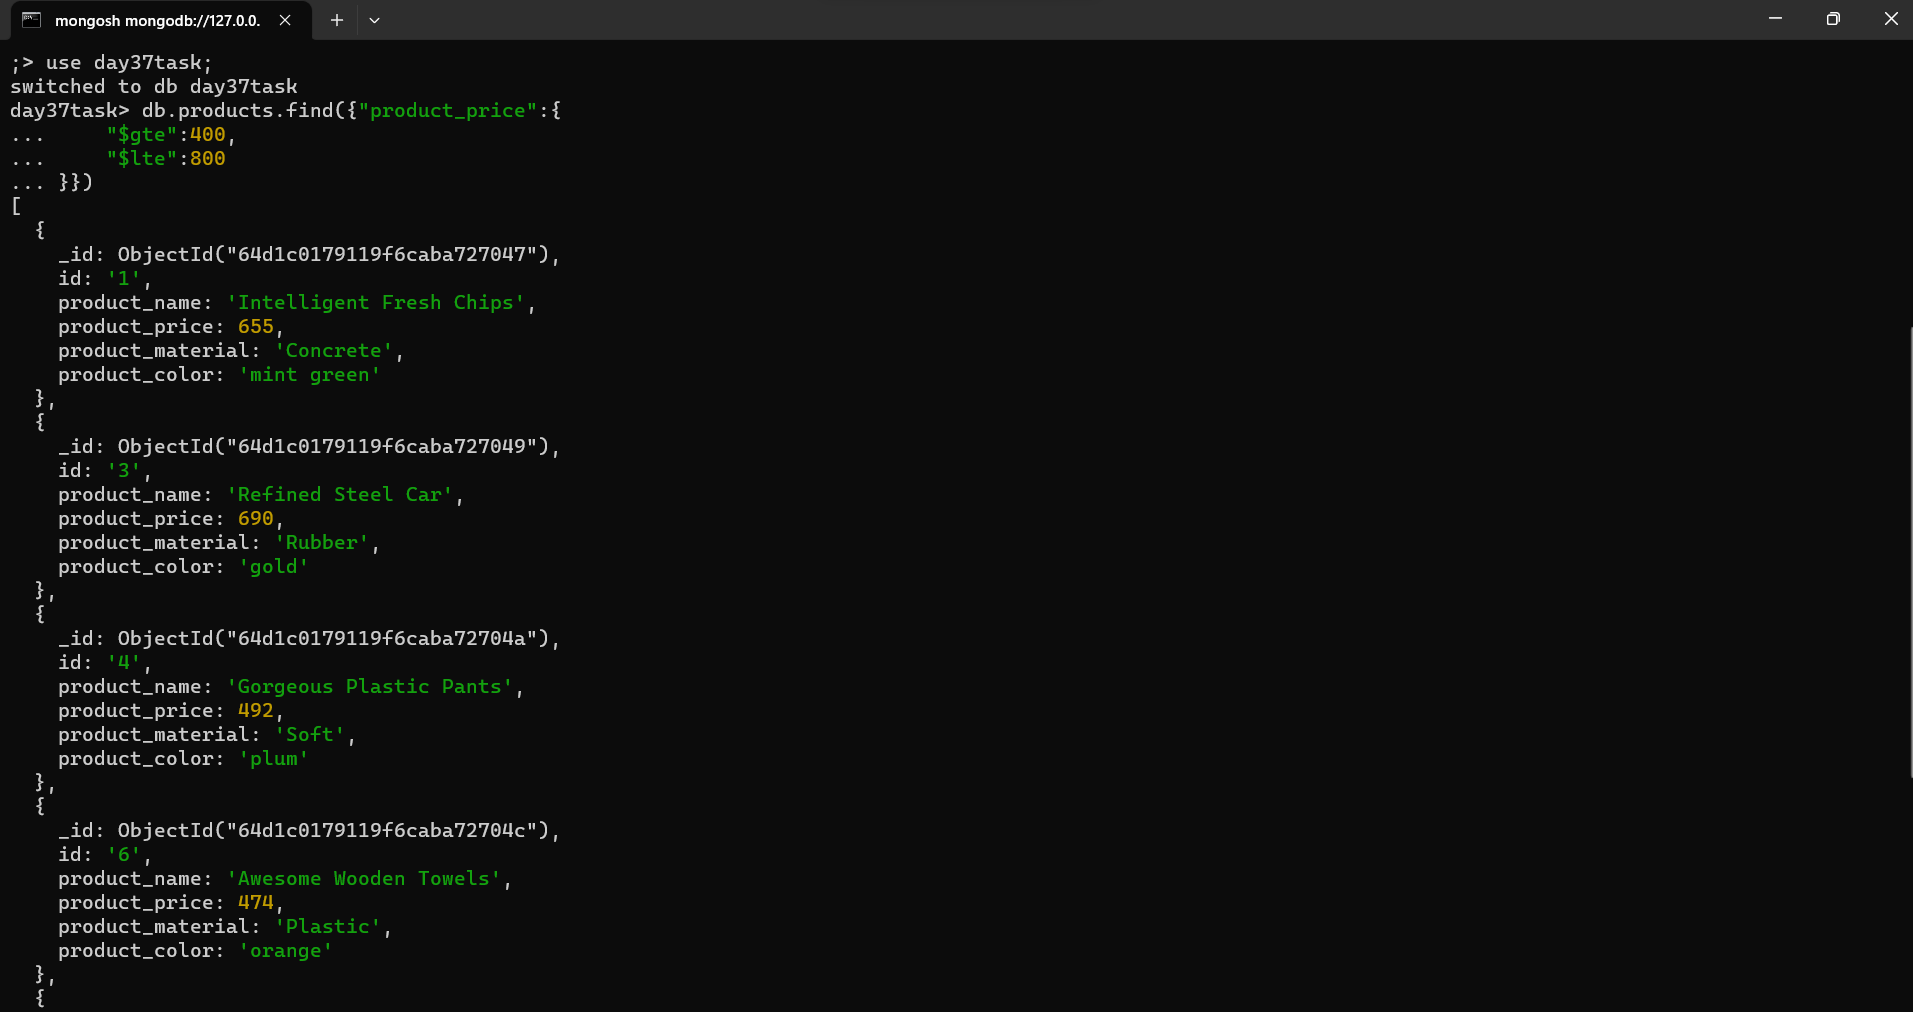 mongosh mongodb://127.0.0.
;> use day37task;
switched to db day37task
day37task> db.products.find({"product_price":{
...     "$gte":400,
...     "$lte":800
... }})
[
  {
    _id: ObjectId("64d1c0179119f6caba727047"),
    id: '1',
    product_name: 'Intelligent Fresh Chips',
    product_price: 655,
    product_material: 'Concrete',
    product_color: 'mint green'
  },
  {
    _id: ObjectId("64d1c0179119f6caba727049"),
    id: '3',
    product_name: 'Refined Steel Car',
    product_price: 690,
    product_material: 'Rubber',
    product_color: 'gold'
  },
  {
    _id: ObjectId("64d1c0179119f6caba72704a"),
    id: '4',
    product_name: 'Gorgeous Plastic Pants',
    product_price: 492,
    product_material: 'Soft',
    product_color: 'plum'
  },
  {
    _id: ObjectId("64d1c0179119f6caba72704c"),
    id: '6',
    product_name: 'Awesome Wooden Towels',
    product_price: 474,
    product_material: 'Plastic',
    product_color: 'orange'
  },
  {